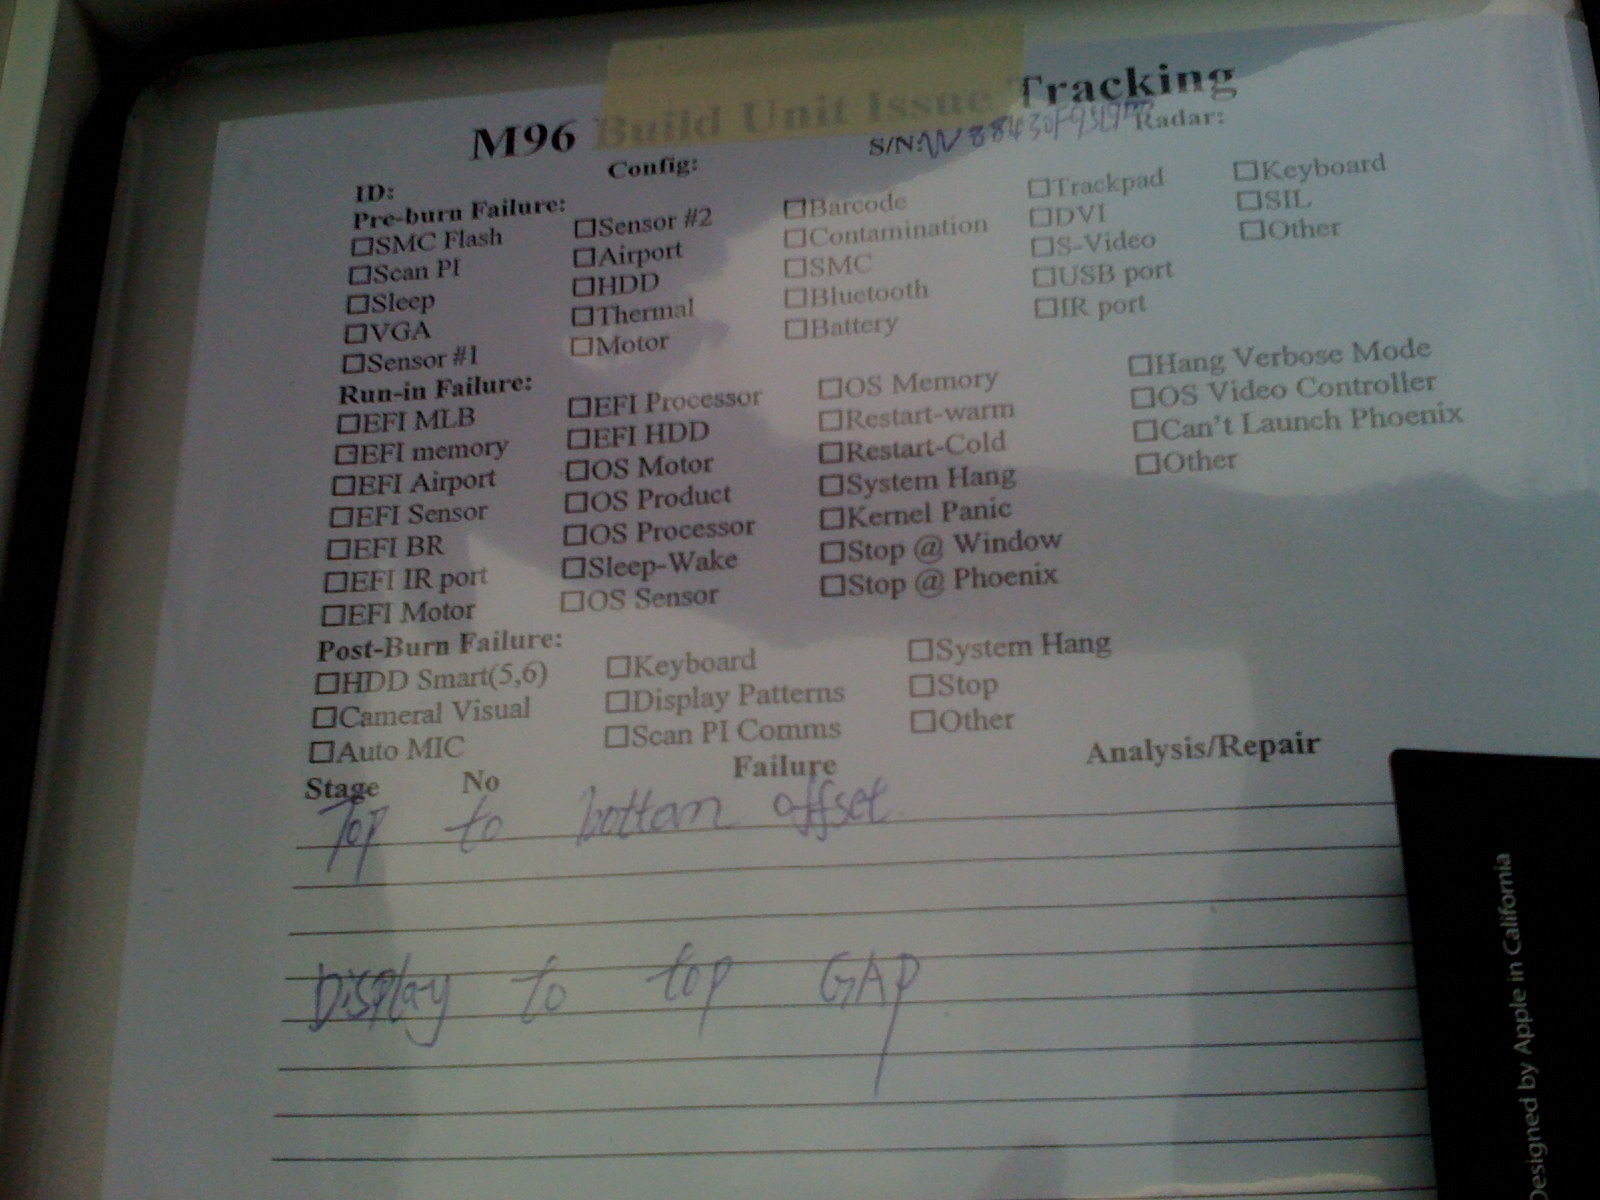 M96 Build Unit Issue Tracking
S/N: Radar:
ID: Config:
Pre-burn Failure:
SMC Flash Sensor #2 Barcode Trackpad Keyboard
Scan PI Airport Contamination DVI SIL
Sleep HDD SMC S-Video Other
VGA Thermal Bluetooth USB port
Sensor #1 Motor Battery IR port
Run-in Failure:
EFI MLB EFI Processor OS Memory Hang Verbose Mode
EFI memory EFI HDD Restart-warm OS Video Controller
EFI Airport OS Motor Restart-Cold Can't Launch Phoenix
EFI Sensor OS Product System Hang Other
EFI BR OS Processor Kernel Panic
EFI IR port Sleep-Wake Stop @ Window
EFI Motor OS Sensor Stop @ Phoenix
Post-Burn Failure:
HDD Smart(5,6) Keyboard System Hang
Cameral Visual Display Patterns Stop
Auto MIC Scan PI Comms Other
Stage No Failure Analysis/Repair
Top to bottom offset.
Display to top GAP
Designed by Apple in California